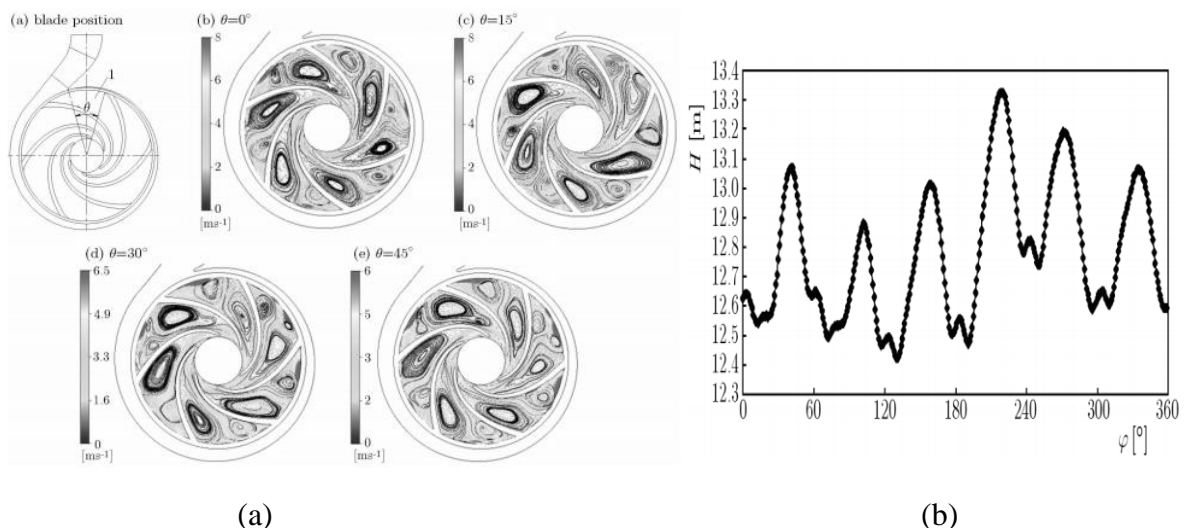 (a) blade position
1
θ
(b) θ=0°
8
6
4
2
0
[ms⁻¹]
(c) θ=15°
8
6
4
2
0
[ms⁻¹]
(d) θ=30°
6.5
4.9
3.3
1.6
0
[ms⁻¹]
(e) θ=45°
6
5
3
2
0
[ms⁻¹]
(a)
H [m]
13.4
13.3
13.2
13.1
13.0
12.9
12.8
12.7
12.6
12.5
12.4
12.3
0 60 120 180 240 300 360
φ [°]
(b)